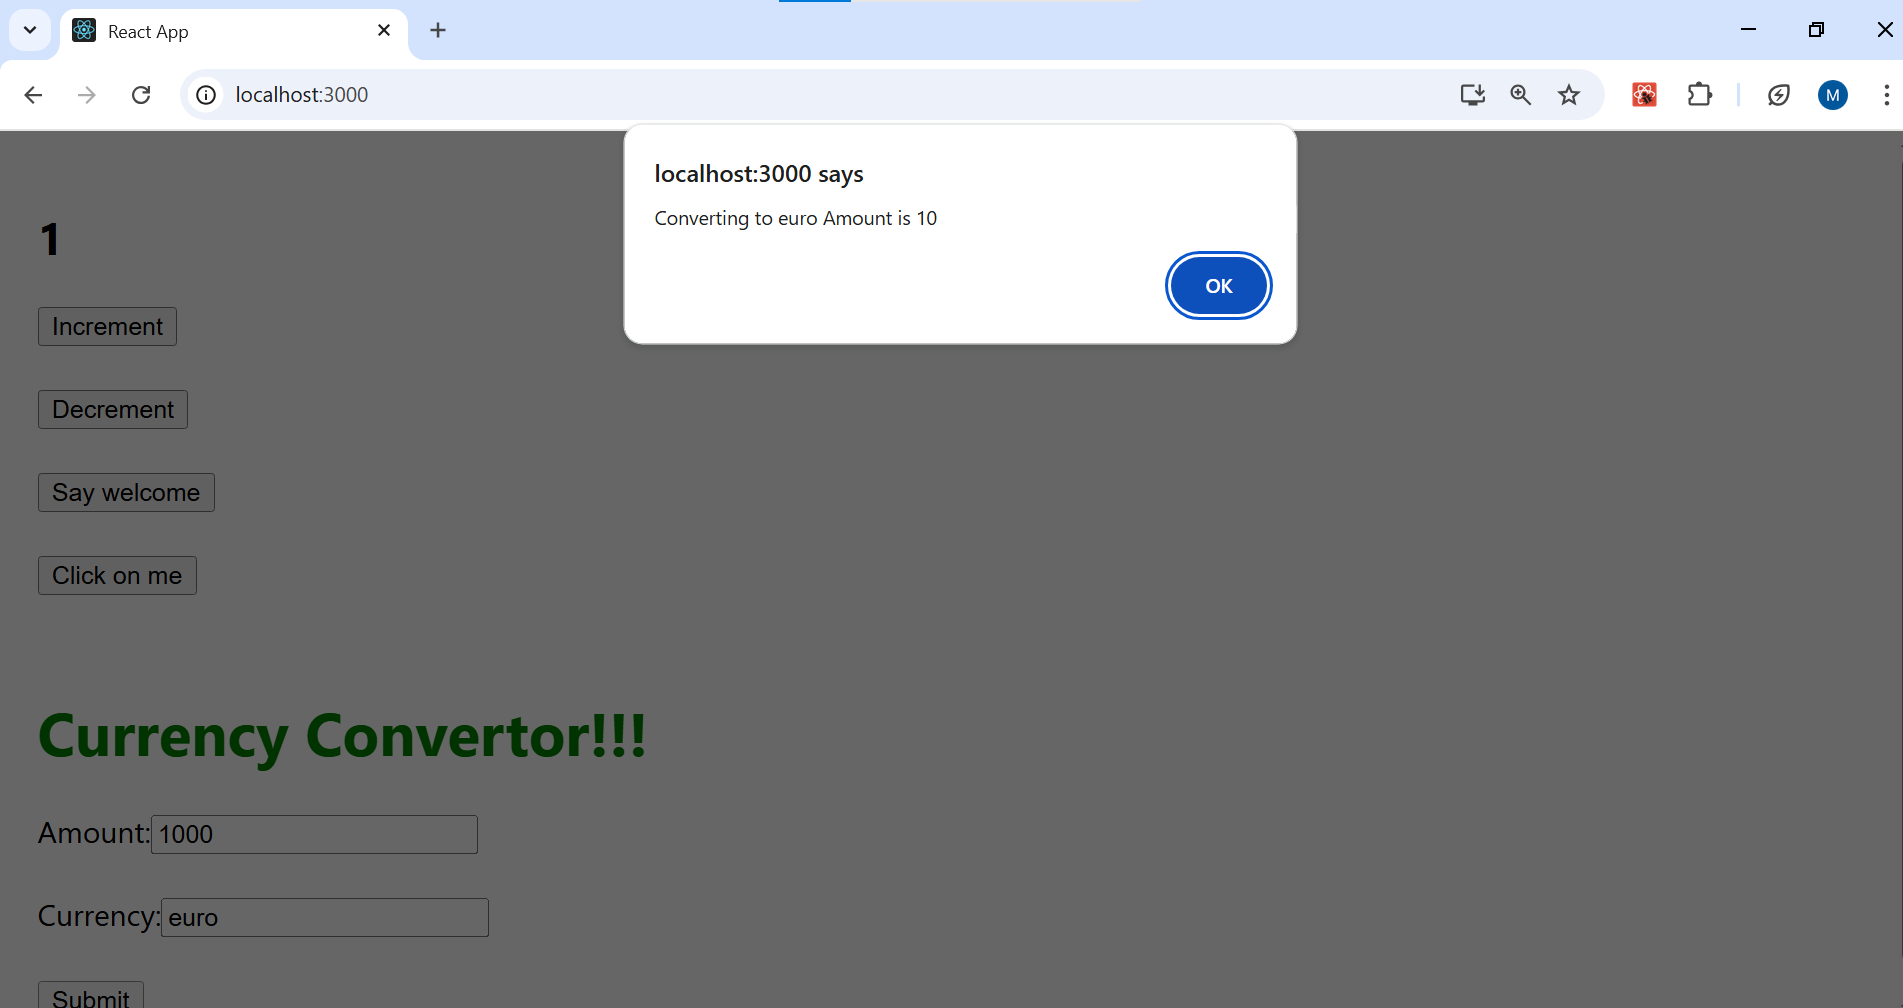 React App
localhost:3000
M
localhost:3000 says
Converting to euro Amount is 10
OK
1
Increment
Decrement
Say welcome
Click on me
Currency Convertor!!!
Amount: 1000
Currency: euro
Submit